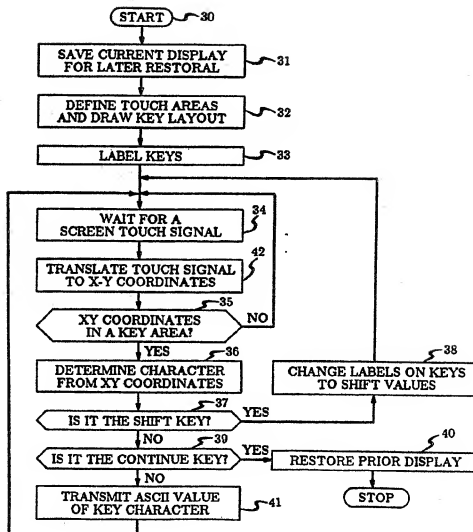 START 30
SAVE CURRENT DISPLAY
FOR LATER RESTORAL 31
DEFINE TOUCH AREAS
AND DRAW KEY LAYOUT 32
LABEL KEYS 33
WAIT FOR A
SCREEN TOUCH SIGNAL 34
TRANSLATE TOUCH SIGNAL
TO X-Y COORDINATES 42
XY COORDINATES
IN A KEY AREA? 35
NO
YES
DETERMINE CHARACTER
FROM XY COORDINATES 36
CHANGE LABELS ON KEYS
TO SHIFT VALUES 38
IS IT THE SHIFT KEY? 37
YES
NO
IS IT THE CONTINUE KEY? 39
YES
RESTORE PRIOR DISPLAY 40
NO
TRANSMIT ASCII VALUE
OF KEY CHARACTER 41
STOP